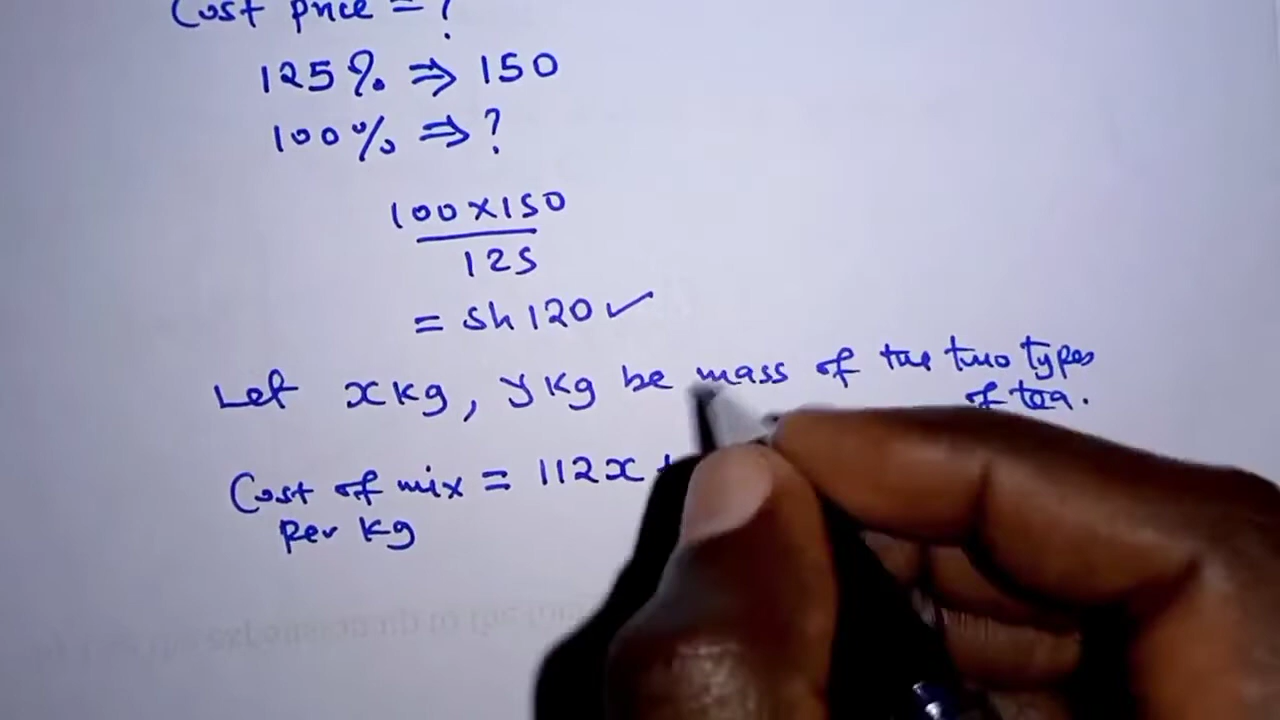 Cost price = ?
125% ⇒ 150
100% ⇒ ?
100 x 150
125
= Sh 120 ✓
Let x kg, y kg be mass of the two types
of tea.
Cost of mix = 112x +
per kg